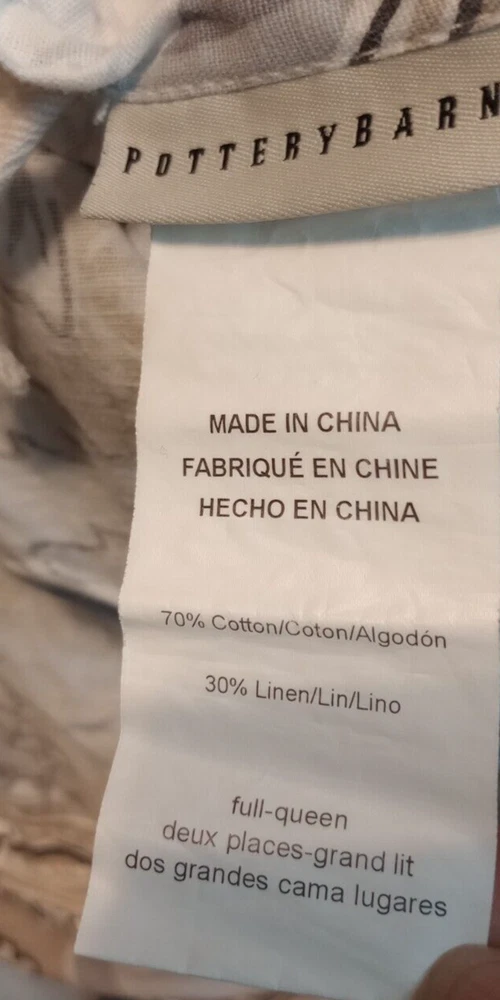 POTTERYBARN
MADE IN CHINA
FABRIQUÉ EN CHINE
HECHO EN CHINA
70% Cotton/Coton/Algodón
30% Linen/Lin/Lino
full-queen
deux places-grand lit
dos grandes cama lugares